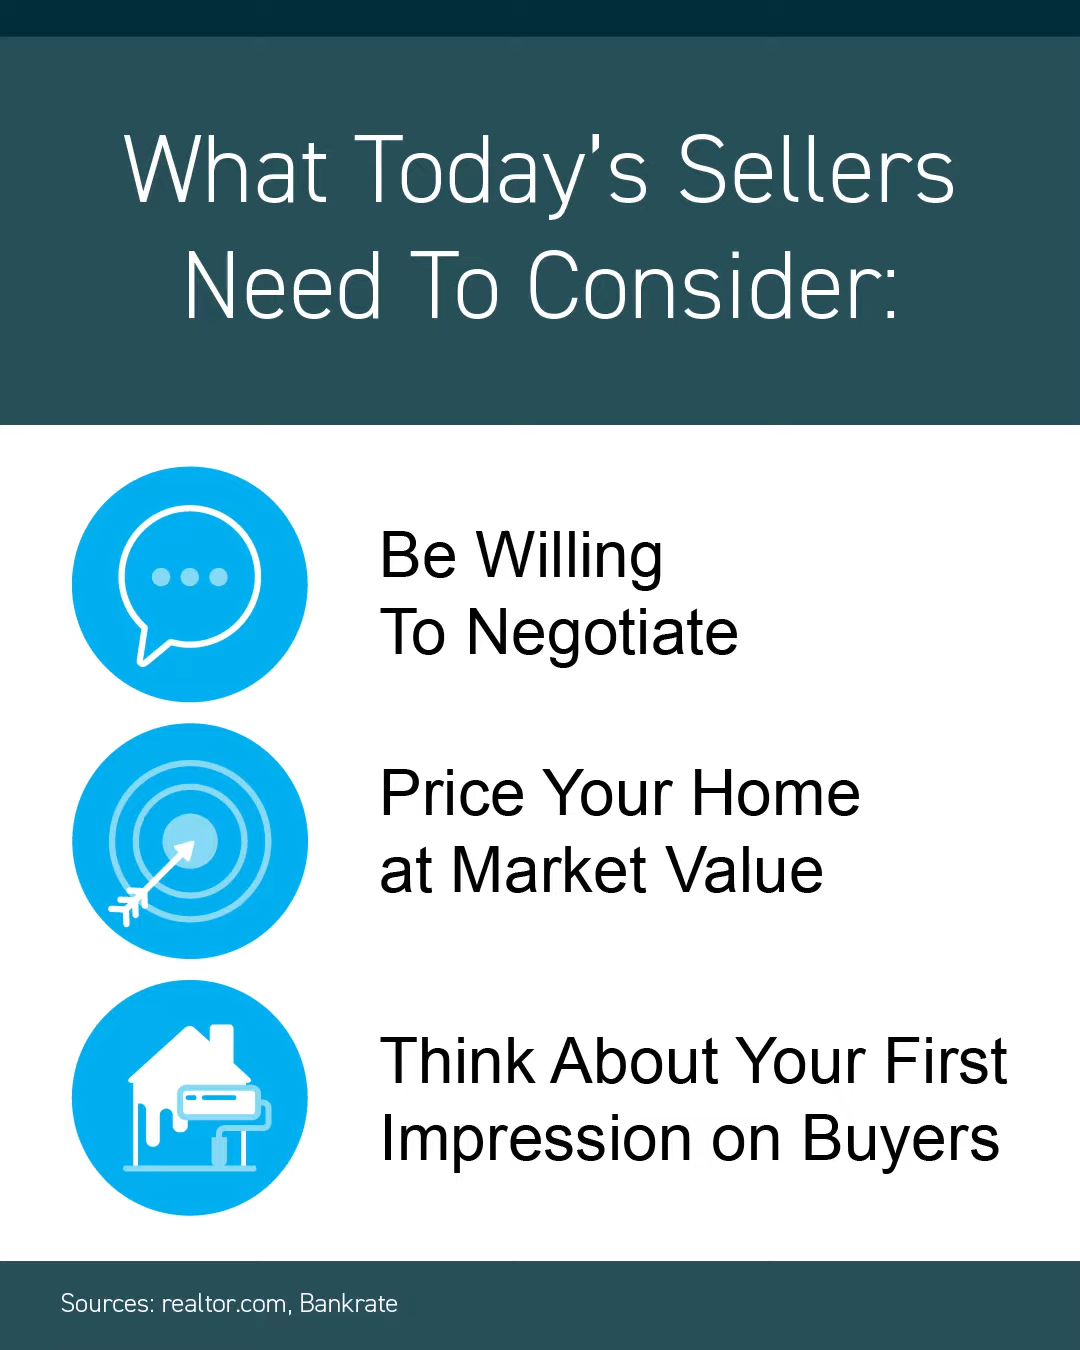 What Today’s Sellers
Need To Consider:
Be Willing
To Negotiate
Price Your Home
at Market Value
Think About Your First
Impression on Buyers
Sources: realtor.com, Bankrate